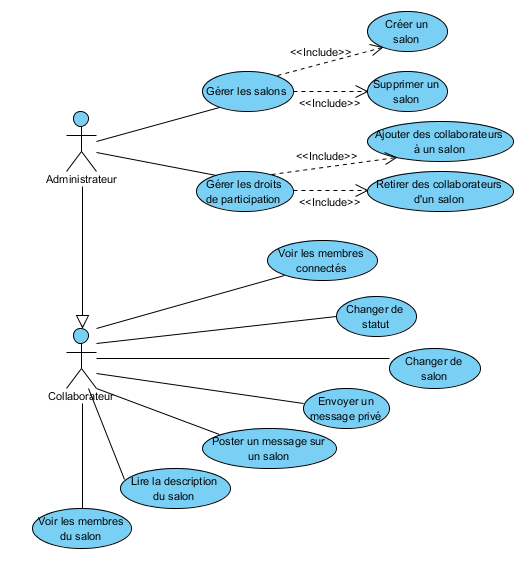 Créer un
salon
<<Include>>
Gérer les salons
Supprimer un
salon
<<Include>>
Administrateur
Ajouter des collaborateurs
à un salon
<<Include>>
Gérer les droits
de participation
Retirer des collaborateurs
d'un salon
<<Include>>
Voir les membres
connectés
Changer de
statut
Collaborateur
Changer de
salon
Envoyer un
message privé
Poster un message sur
un salon
Lire la description
du salon
Voir les membres
du salon